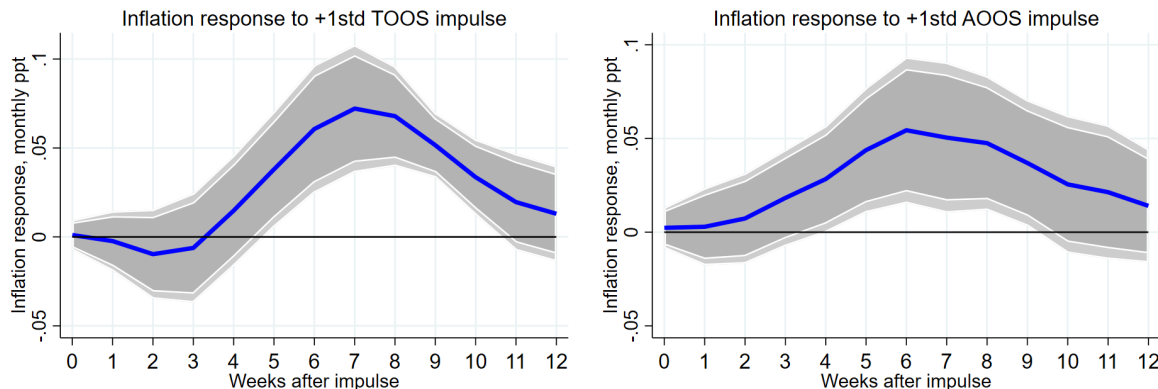 Inflation response to +1std TOOS impulse
Inflation response, monthly ppt
.1
.05
0
-.05
0 1 2 3 4 5 6 7 8 9 10 11 12
Weeks after impulse
Inflation response to +1std AOOS impulse
Inflation response, monthly ppt
.1
.05
0
-.05
0 1 2 3 4 5 6 7 8 9 10 11 12
Weeks after impulse